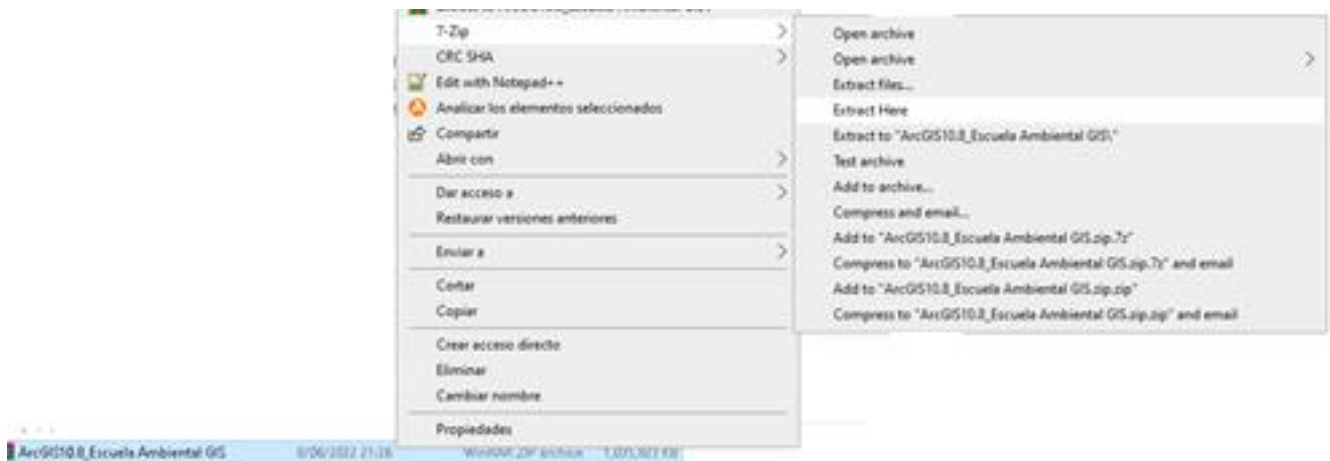 7-Zip
CRC SHA
Edit with Notepad++
Analizar los elementos seleccionados
Compartir
Abrir con
Dar acceso a
Restaurar versiones anteriores
Enviar a
Cortar
Copiar
Crear acceso directo
Eliminar
Cambiar nombre
Propiedades
Open archive
Open archive
Extract files...
Extract Here
Extract to "ArcGIS10.8_Escuela Ambiental GIS\"
Test archive
Add to archive...
Compress and email...
Add to "ArcGIS10.8_Escuela Ambiental GIS.zip.7z"
Compress to "ArcGIS10.8_Escuela Ambiental GIS.zip.7z" and email
Add to "ArcGIS10.8_Escuela Ambiental GIS.zip.zip"
Compress to "ArcGIS10.8_Escuela Ambiental GIS.zip.zip" and email
ArcGIS10.8_Escuela Ambiental GIS WinRAR ZIP archive